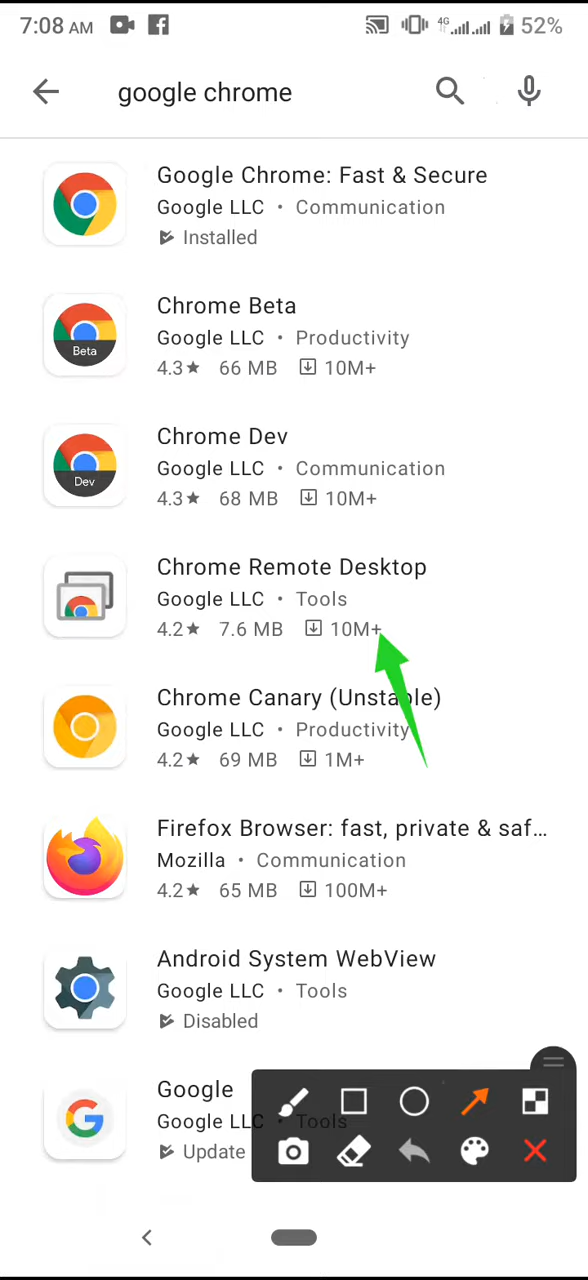 7:08 AM 4G 52%
google chrome
Google Chrome: Fast & Secure
Google LLC • Communication
Installed
Beta
Chrome Beta
Google LLC • Productivity
4.3★ 66 MB 10M+
Dev
Chrome Dev
Google LLC • Communication
4.3★ 68 MB 10M+
Chrome Remote Desktop
Google LLC • Tools
4.2★ 7.6 MB 10M+
Chrome Canary (Unstable)
Google LLC • Productivity
4.2★ 69 MB 1M+
Firefox Browser: fast, private & saf...
Mozilla • Communication
4.2★ 65 MB 100M+
Android System WebView
Google LLC • Tools
Disabled
Google
Google LLC • Tools
Update